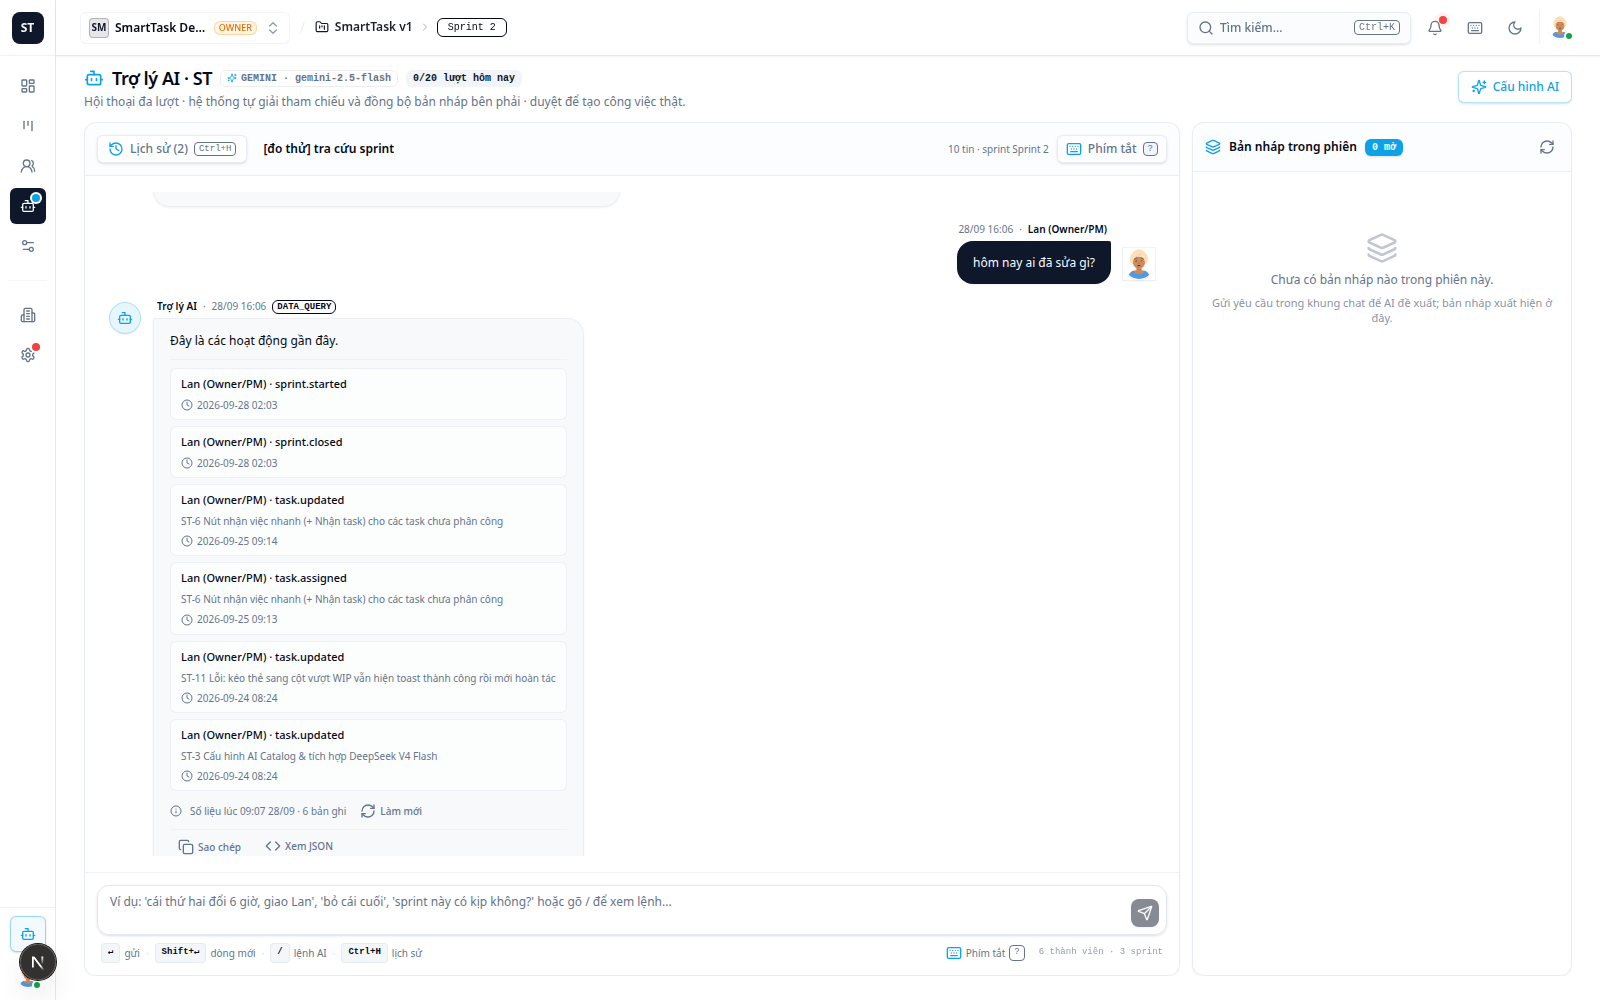 ST
SM SmartTask De... OWNER / SmartTask v1 > Sprint 2
Tìm kiếm... Ctrl+K
Trợ lý AI · ST GEMINI · gemini-2.5-flash 0/20 lượt hôm nay
Hội thoại đa lượt · hệ thống tự giải tham chiếu và đồng bộ bản nháp bên phải · duyệt để tạo công việc thật.
Cấu hình AI
Lịch sử (2) Ctrl+H [đo thử] tra cứu sprint
10 tin · sprint Sprint 2 Phím tắt ?
28/09 16:06 · Lan (Owner/PM)
hôm nay ai đã sửa gì?
Trợ lý AI · 28/09 16:06 DATA_QUERY
Đây là các hoạt động gần đây.
Lan (Owner/PM) · sprint.started
2026-09-28 02:03
Lan (Owner/PM) · sprint.closed
2026-09-28 02:03
Lan (Owner/PM) · task.updated
ST-6 Nút nhận việc nhanh (+ Nhận task) cho các task chưa phân công
2026-09-25 09:14
Lan (Owner/PM) · task.assigned
ST-6 Nút nhận việc nhanh (+ Nhận task) cho các task chưa phân công
2026-09-25 09:13
Lan (Owner/PM) · task.updated
ST-11 Lỗi: kéo thẻ sang cột vượt WIP vẫn hiện toast thành công rồi mới hoàn tác
2026-09-24 08:24
Lan (Owner/PM) · task.updated
ST-3 Cấu hình AI Catalog & tích hợp DeepSeek V4 Flash
2026-09-24 08:24
Số liệu lúc 09:07 28/09 · 6 bản ghi Làm mới
Sao chép Xem JSON
Ví dụ: 'cái thứ hai đổi 6 giờ, giao Lan', 'bỏ cái cuối', 'sprint này có kịp không?' hoặc gõ / để xem lệnh...
↵ gửi · Shift+↵ dòng mới · / lệnh AI · Ctrl+H lịch sử
Phím tắt ? 6 thành viên · 3 sprint
Bản nháp trong phiên 0 mở
Chưa có bản nháp nào trong phiên này.
Gửi yêu cầu trong khung chat để AI đề xuất; bản nháp xuất hiện ở
đây.
N